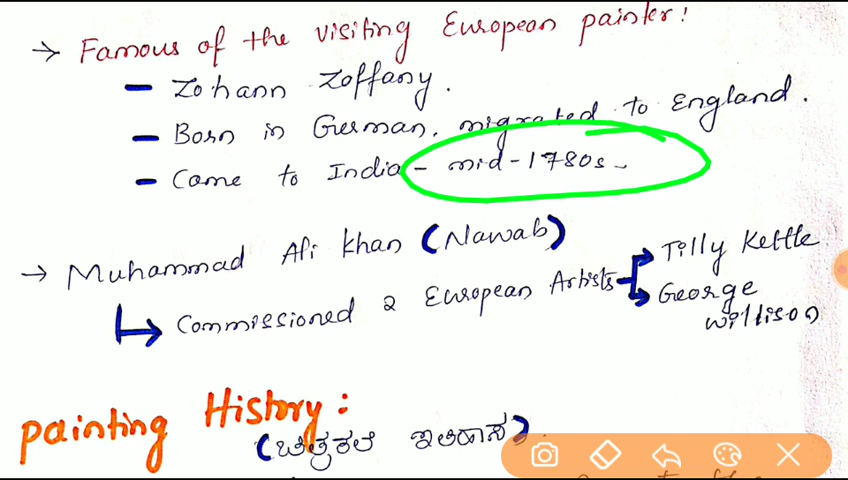 → Famous of the visiting European painter!
– Zohann Zoffany.
– Born in German, migrated to England.
– Came to India – mid-1780s-
→ Muhammad Ali Khan (Nawab)
Commissioned 2 European Artists Tilly Kettle
George Willison
Painting History:
(ಚಿತ್ರಕಲೆ ಇತಿಹಾಸ)